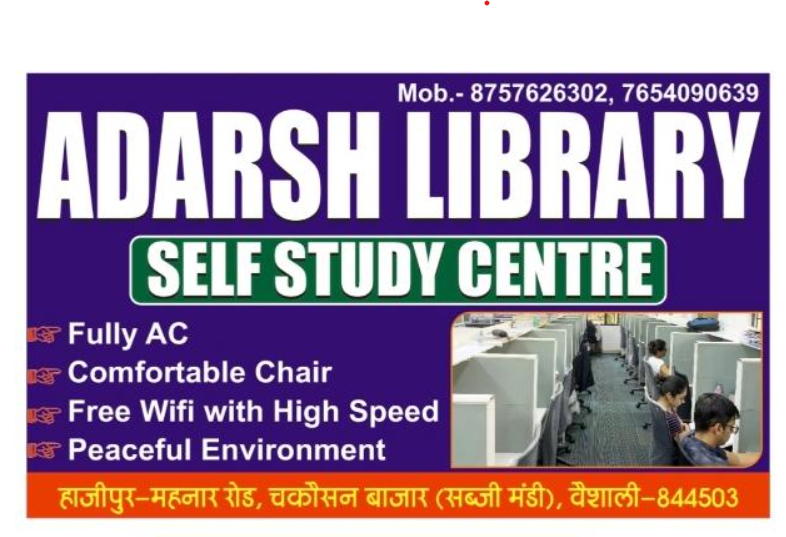 Mob.- 8757626302, 7654090639
ADARSH LIBRARY
SELF STUDY CENTRE
Fully AC
Comfortable Chair
Free Wifi with High Speed
Peaceful Environment
हाजीपुर–महनार रोड, चकौसन बाजार (सब्जी मंडी), वैशाली–844503